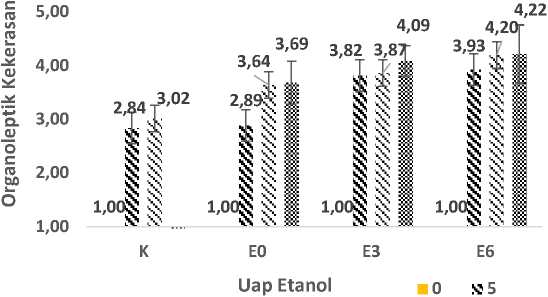 5,00
4,00
3,00
2,00
1,00
Organoleptik Kekerasan
1,00 2,84 3,02
1,00 2,89 3,64 3,69
1,00 3,82 3,87 4,09
1,00 3,93 4,20 4,22
K E0 E3 E6
Uap Etanol
0 5